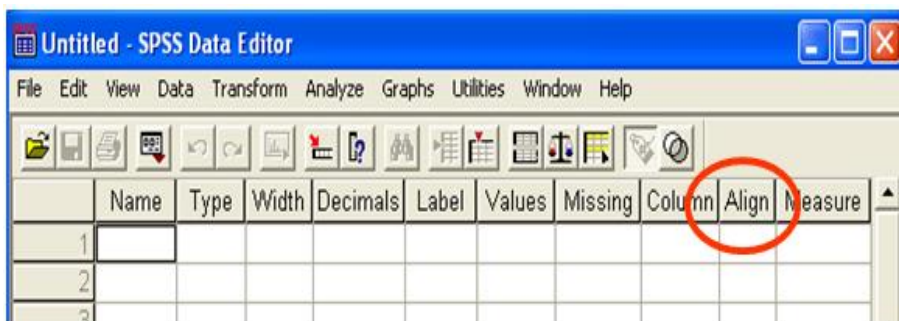 Untitled - SPSS Data Editor
File Edit View Data Transform Analyze Graphs Utilities Window Help
Name Type Width Decimals Label Values Missing Column Align Measure
1
2
3